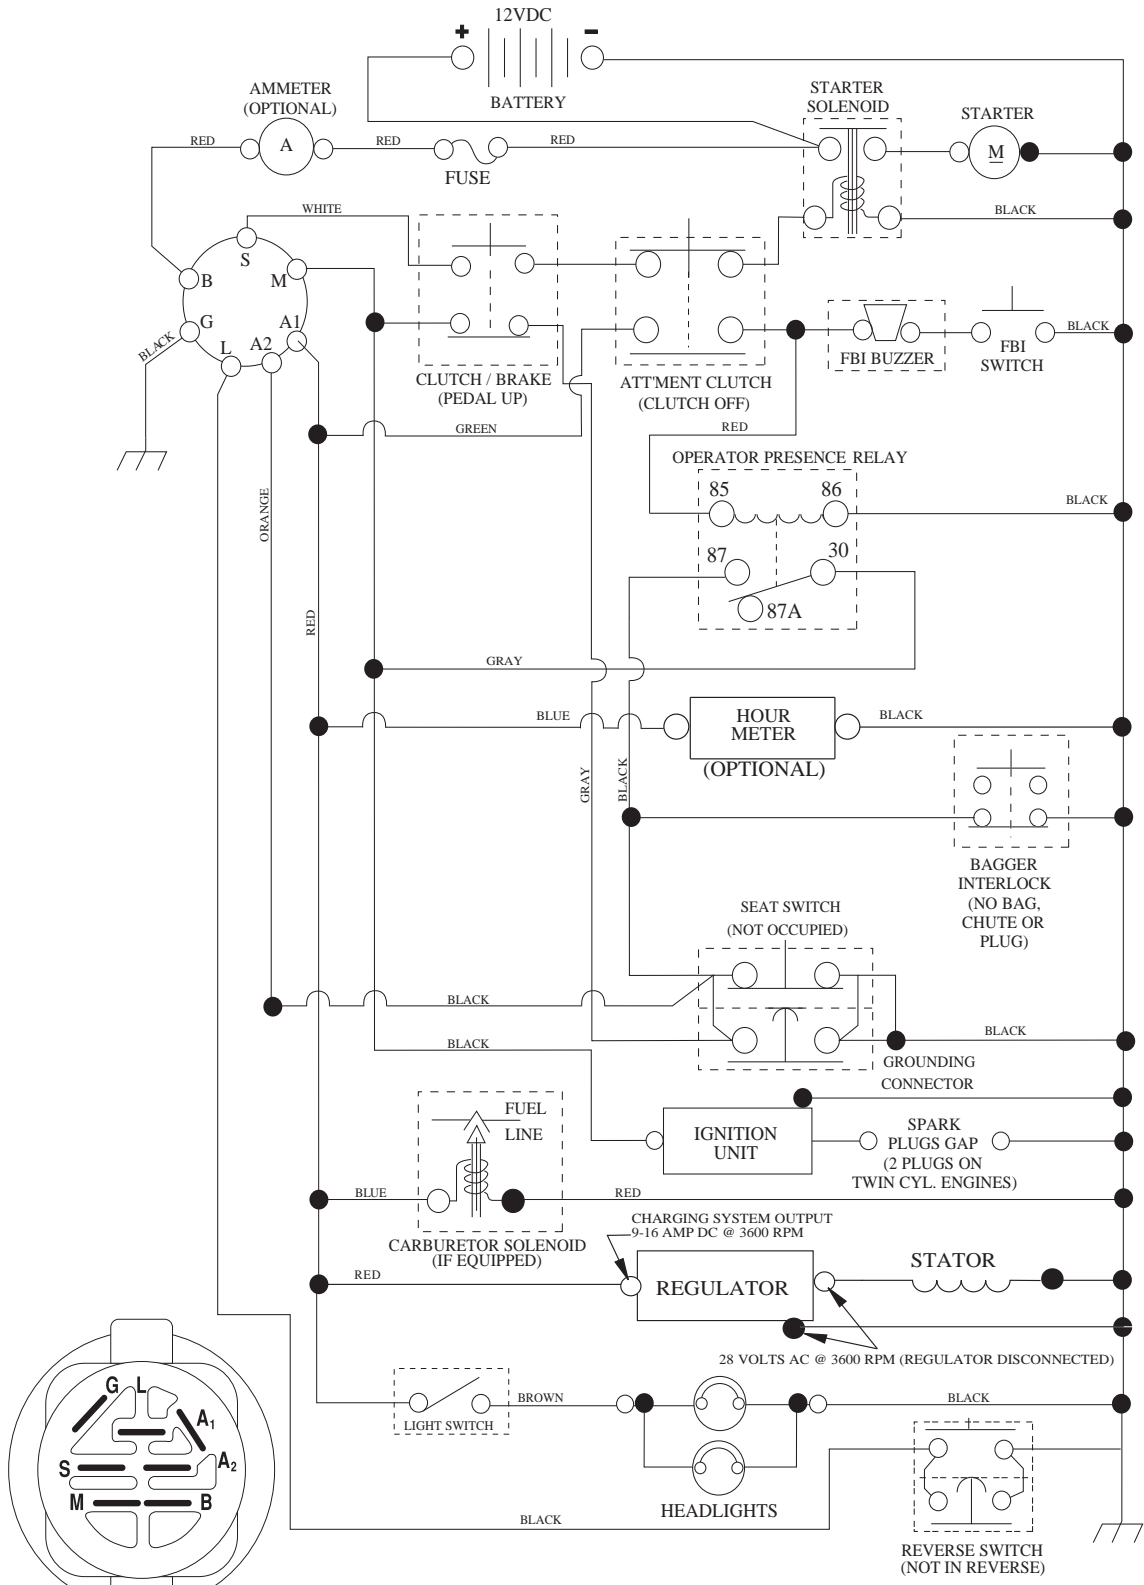 12VDC
+
-
BATTERY
AMMETER
(OPTIONAL)
STARTER
SOLENOID
STARTER
RED
A
RED
RED
FUSE
M
WHITE
BLACK
S
B
M
G
A1
L
A2
BLACK
CLUTCH / BRAKE
(PEDAL UP)
ATT'MENT CLUTCH
(CLUTCH OFF)
FBI BUZZER
FBI
SWITCH
BLACK
GREEN
RED
OPERATOR PRESENCE RELAY
85
86
BLACK
87
30
87A
ORANGE
RED
GRAY
BLUE
HOUR
METER
BLACK
(OPTIONAL)
GRAY
BLACK
BAGGER
INTERLOCK
(NO BAG,
CHUTE OR
PLUG)
SEAT SWITCH
(NOT OCCUPIED)
BLACK
BLACK
BLACK
GROUNDING
CONNECTOR
FUEL
LINE
IGNITION
UNIT
SPARK
PLUGS GAP
(2 PLUGS ON
TWIN CYL. ENGINES)
BLUE
RED
CARBURETOR SOLENOID
(IF EQUIPPED)
CHARGING SYSTEM OUTPUT
9-16 AMP DC @ 3600 RPM
RED
REGULATOR
STATOR
28 VOLTS AC @ 3600 RPM (REGULATOR DISCONNECTED)
LIGHT SWITCH
BROWN
BLACK
HEADLIGHTS
G
L
A1
S
A2
M
B
BLACK
REVERSE SWITCH
(NOT IN REVERSE)